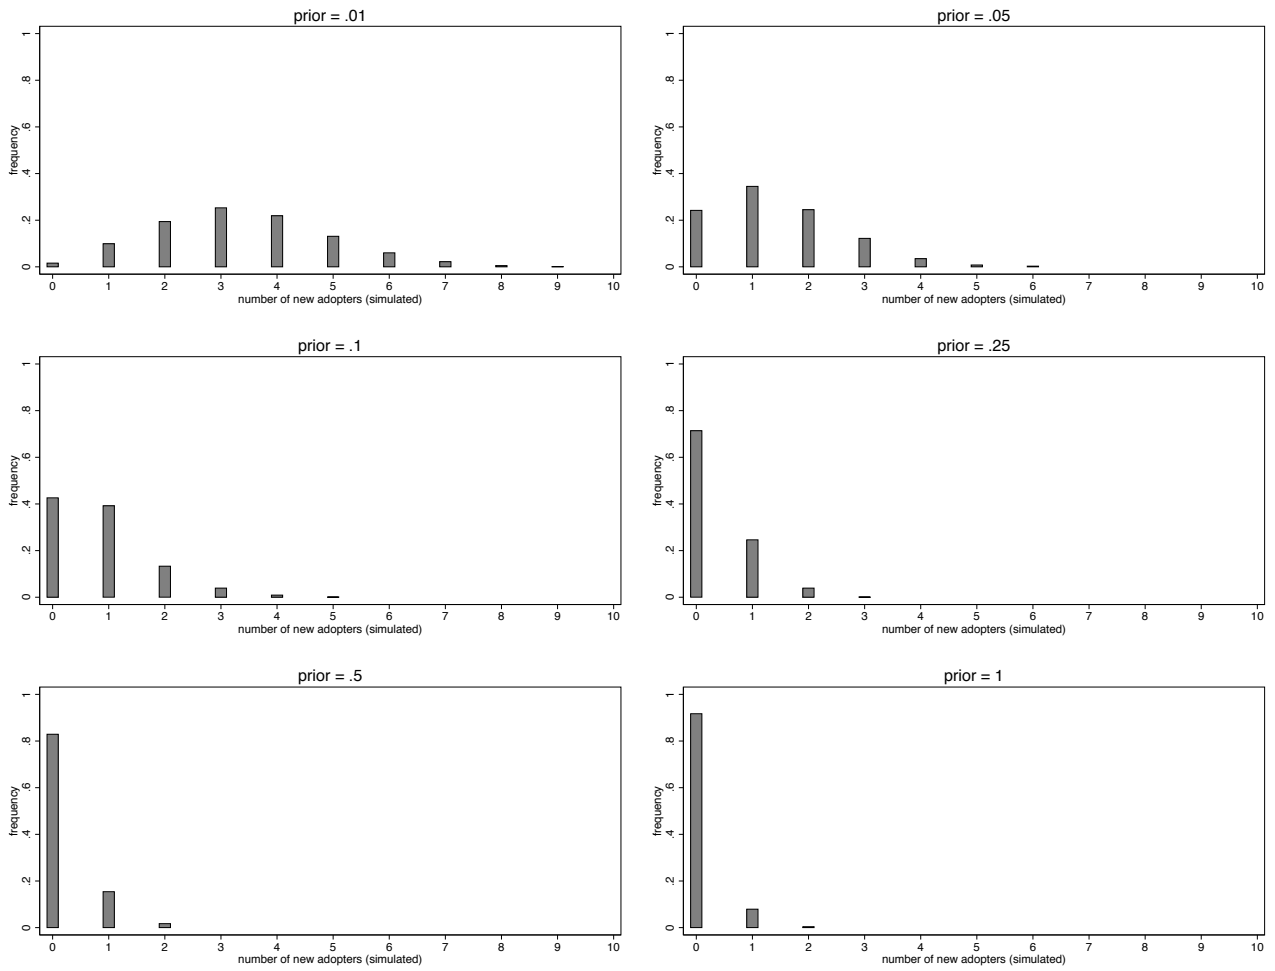 prior = .01
frequency
1
.8
.6
.4
.2
0
0 1 2 3 4 5 6 7 8 9 10
number of new adopters (simulated)
prior = .05
frequency
1
.8
.6
.4
.2
0
0 1 2 3 4 5 6 7 8 9 10
number of new adopters (simulated)
prior = .1
frequency
1
.8
.6
.4
.2
0
0 1 2 3 4 5 6 7 8 9 10
number of new adopters (simulated)
prior = .25
frequency
1
.8
.6
.4
.2
0
0 1 2 3 4 5 6 7 8 9 10
number of new adopters (simulated)
prior = .5
frequency
1
.8
.6
.4
.2
0
0 1 2 3 4 5 6 7 8 9 10
number of new adopters (simulated)
prior = 1
frequency
1
.8
.6
.4
.2
0
0 1 2 3 4 5 6 7 8 9 10
number of new adopters (simulated)